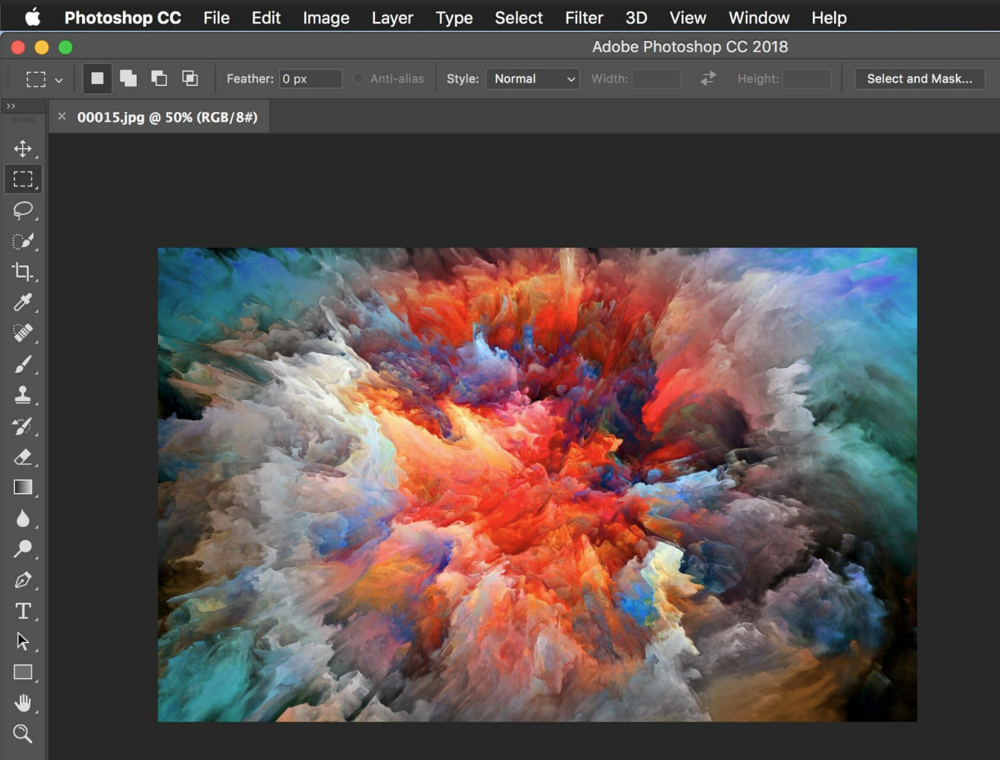 Photoshop CC File Edit Image Layer Type Select Filter 3D View Window Help
Adobe Photoshop CC 2018
Feather: 0 px Anti-alias Style: Normal Width: Height: Select and Mask...
00015.jpg @ 50% (RGB/8#)
T